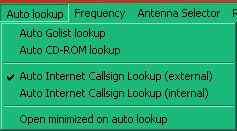 Auto lookup Frequency Antenna Selector
Auto Golist lookup
Auto CD-ROM lookup
Auto Internet Callsign Lookup (external)
Auto Internet Callsign Lookup (internal)
Open minimized on auto lookup